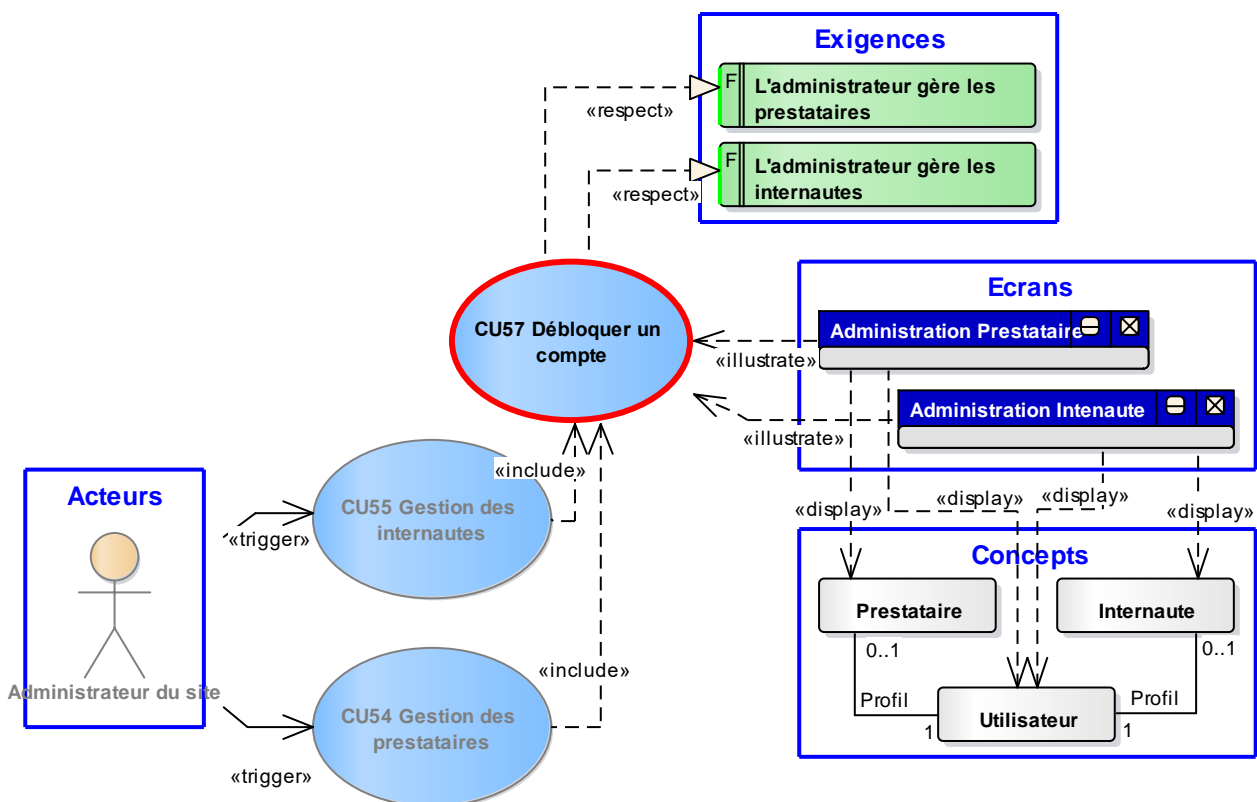 Exigences
F
L'administrateur gère les
prestataires
«respect»
F
L'administrateur gère les
internautes
«respect»
CU57 Débloquer un
compte
Ecrans
Administration Prestataire
«illustrate»
Administration Intenaute
«illustrate»
«include»
Acteurs
Administrateur du site
«trigger»
CU55 Gestion des
internautes
«include»
«trigger»
CU54 Gestion des
prestataires
«display»
«display»
«display»
«display»
Concepts
Prestataire
Internaute
0..1
0..1
Profil
Profil
Utilisateur
1
1